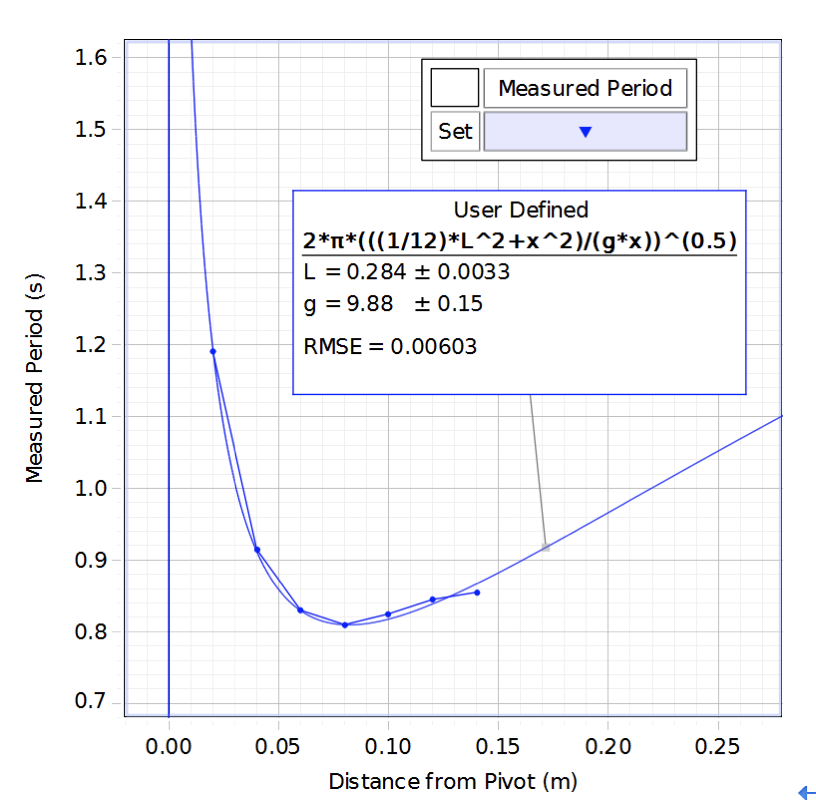 1.6
1.5
1.4
1.3
1.2
1.1
1.0
0.9
0.8
0.7
Measured Period (s)
Measured Period
Set ▼
User Defined
2*π*(((1/12)*L^2+x^2)/(g*x))^(0.5)
L = 0.284 ± 0.0033
g = 9.88 ± 0.15
RMSE = 0.00603
0.00 0.05 0.10 0.15 0.20 0.25
Distance from Pivot (m)